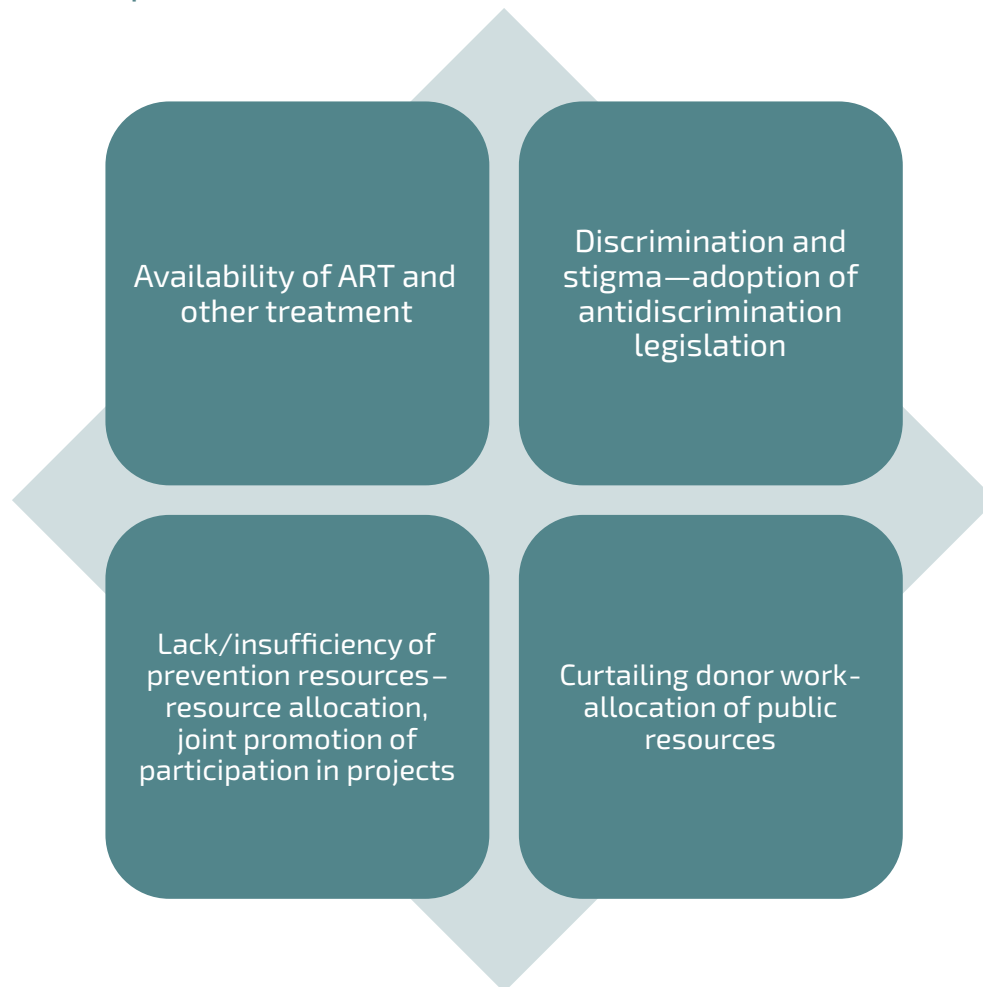 Availability of ART and
other treatment
Discrimination and
stigma—adoption of
antidiscrimination
legislation
Lack/insufficiency of
prevention resources–
resource allocation,
joint promotion of
participation in projects
Curtailing donor work-
allocation of public
resources